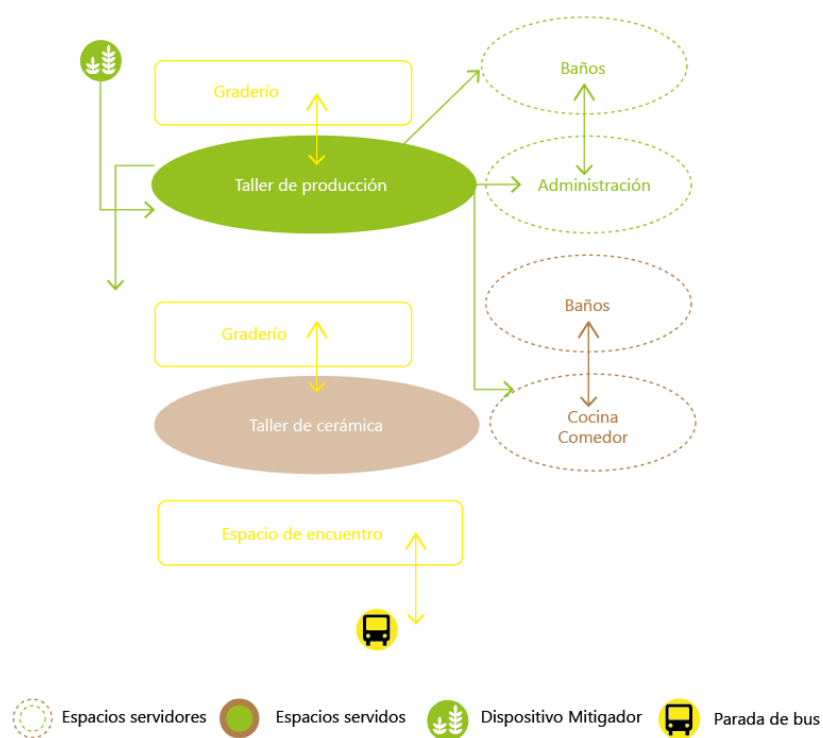 Baños
Graderío
Taller de producción
Administración
Baños
Graderío
Taller de cerámica
Cocina
Comedor
Espacio de encuentro
Espacios servidores
Espacios servidos
Dispositivo Mitigador
Parada de bus